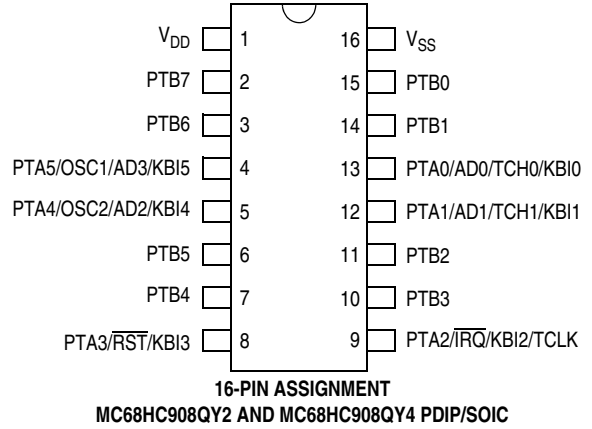 V_DD 1 16 V_SS
PTB7 2 15 PTB0
PTB6 3 14 PTB1
PTA5/OSC1/AD3/KBI5 4 13 PTA0/AD0/TCH0/KBI0
PTA4/OSC2/AD2/KBI4 5 12 PTA1/AD1/TCH1/KBI1
PTB5 6 11 PTB2
PTB4 7 10 PTB3
PTA3/R̅S̅T̅/KBI3 8 9 PTA2/I̅R̅Q̅/KBI2/TCLK
16-PIN ASSIGNMENT
MC68HC908QY2 AND MC68HC908QY4 PDIP/SOIC